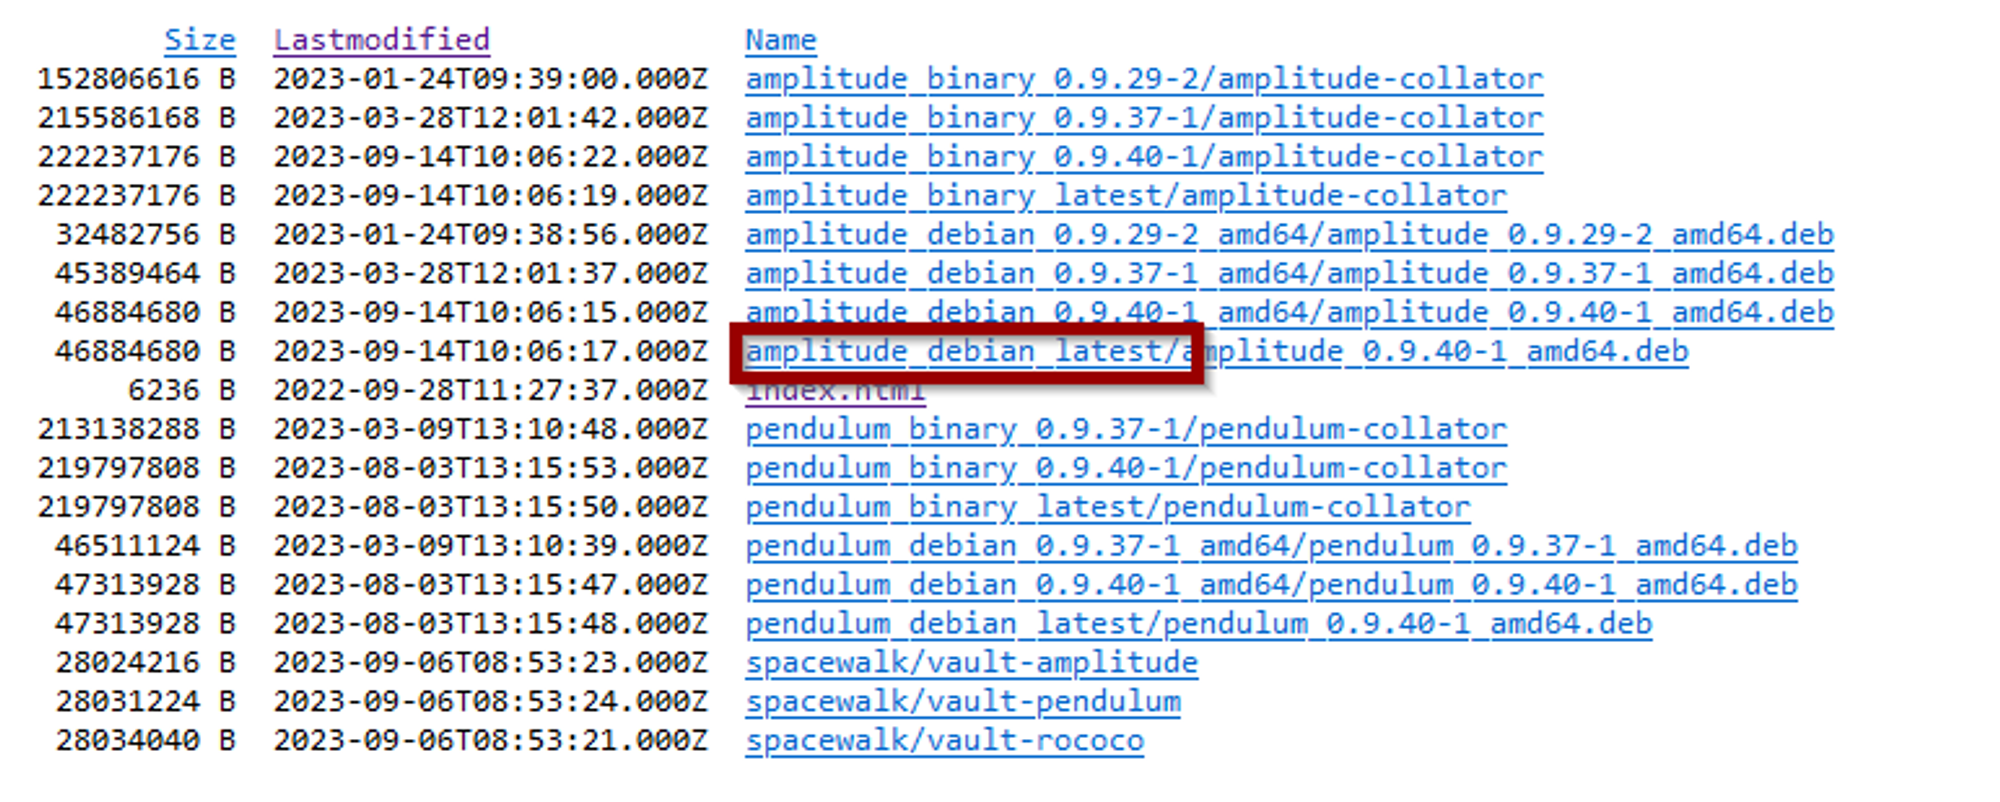 Size Lastmodified Name
152806616 B 2023-01-24T09:39:00.000Z amplitude_binary_0.9.29-2/amplitude-collator
215586168 B 2023-03-28T12:01:42.000Z amplitude_binary_0.9.37-1/amplitude-collator
222237176 B 2023-09-14T10:06:22.000Z amplitude_binary_0.9.40-1/amplitude-collator
222237176 B 2023-09-14T10:06:19.000Z amplitude_binary_latest/amplitude-collator
32482756 B 2023-01-24T09:38:56.000Z amplitude_debian_0.9.29-2_amd64/amplitude_0.9.29-2_amd64.deb
45389464 B 2023-03-28T12:01:37.000Z amplitude_debian_0.9.37-1_amd64/amplitude_0.9.37-1_amd64.deb
46884680 B 2023-09-14T10:06:15.000Z amplitude_debian_0.9.40-1_amd64/amplitude_0.9.40-1_amd64.deb
46884680 B 2023-09-14T10:06:17.000Z amplitude_debian_latest/amplitude_0.9.40-1_amd64.deb
6236 B 2022-09-28T11:27:37.000Z index.html
213138288 B 2023-03-09T13:10:48.000Z pendulum_binary_0.9.37-1/pendulum-collator
219797808 B 2023-08-03T13:15:53.000Z pendulum_binary_0.9.40-1/pendulum-collator
219797808 B 2023-08-03T13:15:50.000Z pendulum_binary_latest/pendulum-collator
46511124 B 2023-03-09T13:10:39.000Z pendulum_debian_0.9.37-1_amd64/pendulum_0.9.37-1_amd64.deb
47313928 B 2023-08-03T13:15:47.000Z pendulum_debian_0.9.40-1_amd64/pendulum_0.9.40-1_amd64.deb
47313928 B 2023-08-03T13:15:48.000Z pendulum_debian_latest/pendulum_0.9.40-1_amd64.deb
28024216 B 2023-09-06T08:53:23.000Z spacewalk/vault-amplitude
28031224 B 2023-09-06T08:53:24.000Z spacewalk/vault-pendulum
28034040 B 2023-09-06T08:53:21.000Z spacewalk/vault-rococo